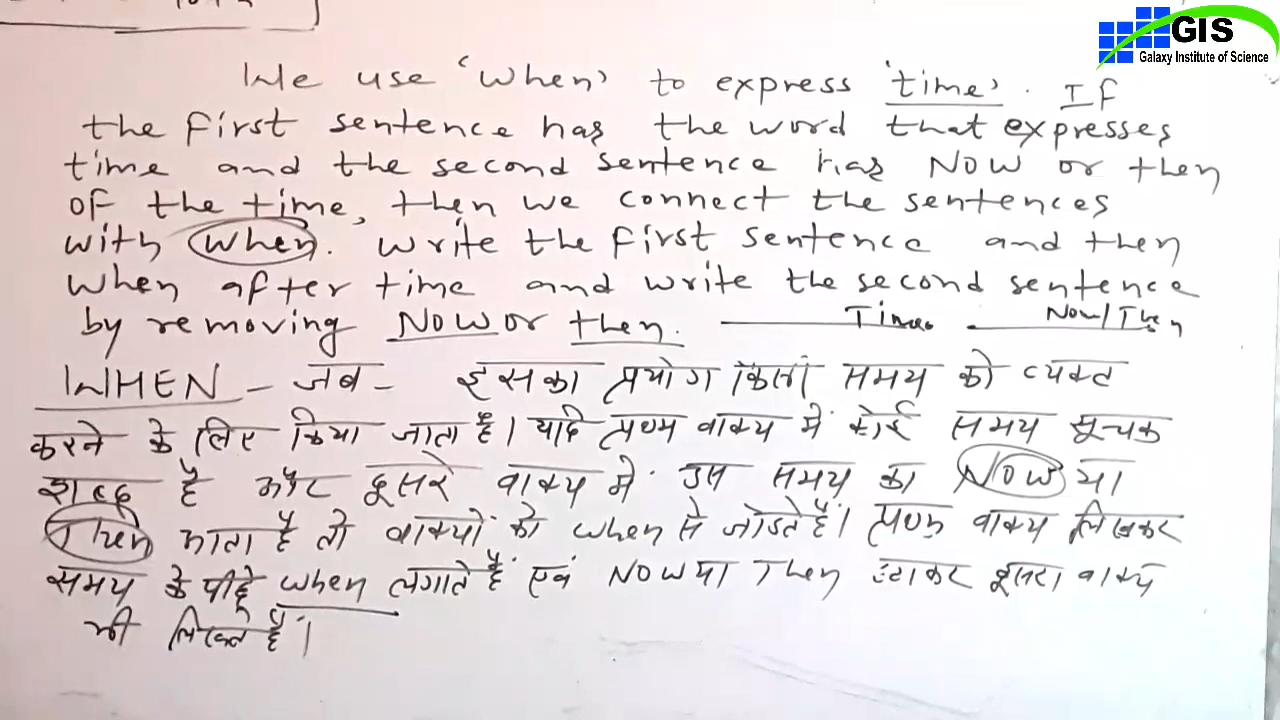 GIS
Galaxy Institute of Science
We use 'When' to express 'time'. If
the first sentence has the word that expresses
time and the second sentence has NOW or then
of the time, then we connect the sentences
with When. Write the first sentence and then
When after time and write the second sentence
by removing NOW or then. Time Now/Then
WHEN - जब - इसका प्रयोग किसी समय को व्यक्त
करने के लिए किया जाता है। यदि प्रथम वाक्य में कोई समय सूचक
शब्द है और दूसरे वाक्य में उस समय का NOW या
Then आता है तो वाक्यों को When से जोडते हैं। प्रथम वाक्य लिखकर
समय के पीछे When लगाते हैं एवं NOW या Then हटाकर दूसरा वाक्य
भी लिखते हैं।